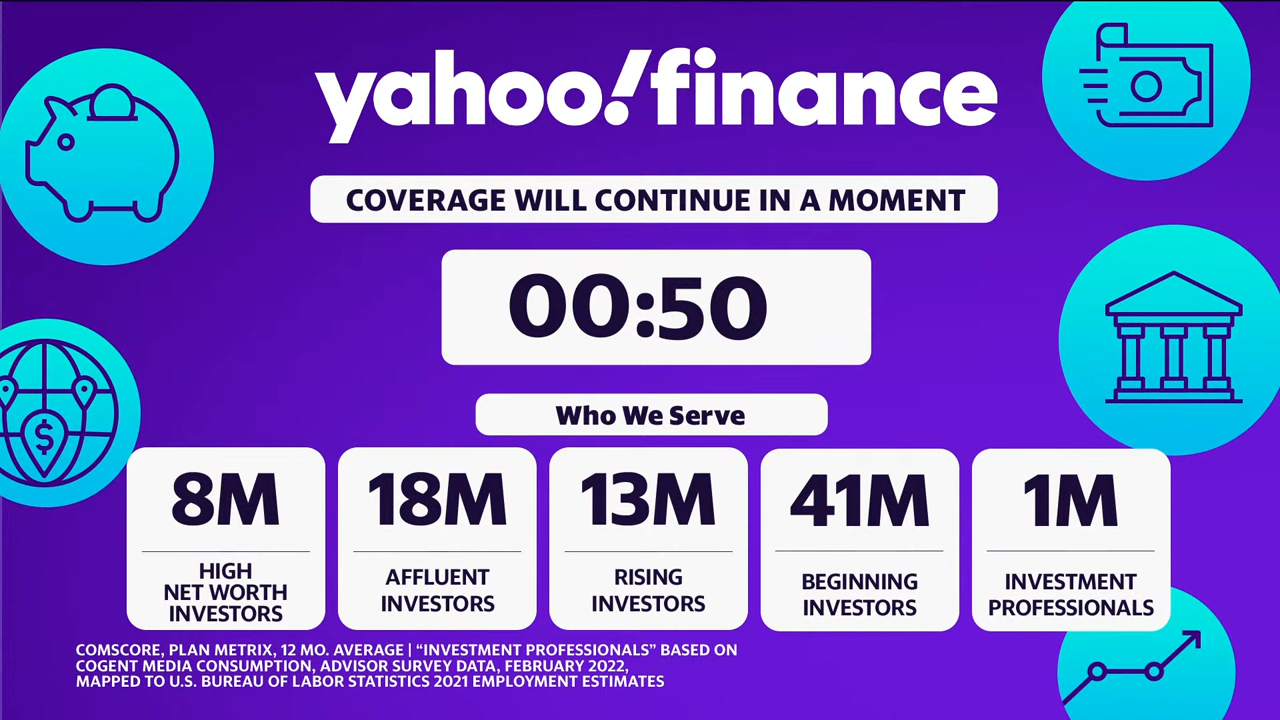 yahoo!finance
COVERAGE WILL CONTINUE IN A MOMENT
00:50
Who We Serve
8M
HIGH
NET WORTH
INVESTORS
18M
AFFLUENT
INVESTORS
13M
RISING
INVESTORS
41M
BEGINNING
INVESTORS
1M
INVESTMENT
PROFESSIONALS
$
COMSCORE, PLAN METRIX, 12 MO. AVERAGE | “INVESTMENT PROFESSIONALS” BASED ON
COGENT MEDIA CONSUMPTION, ADVISOR SURVEY DATA, FEBRUARY 2022,
MAPPED TO U.S. BUREAU OF LABOR STATISTICS 2021 EMPLOYMENT ESTIMATES